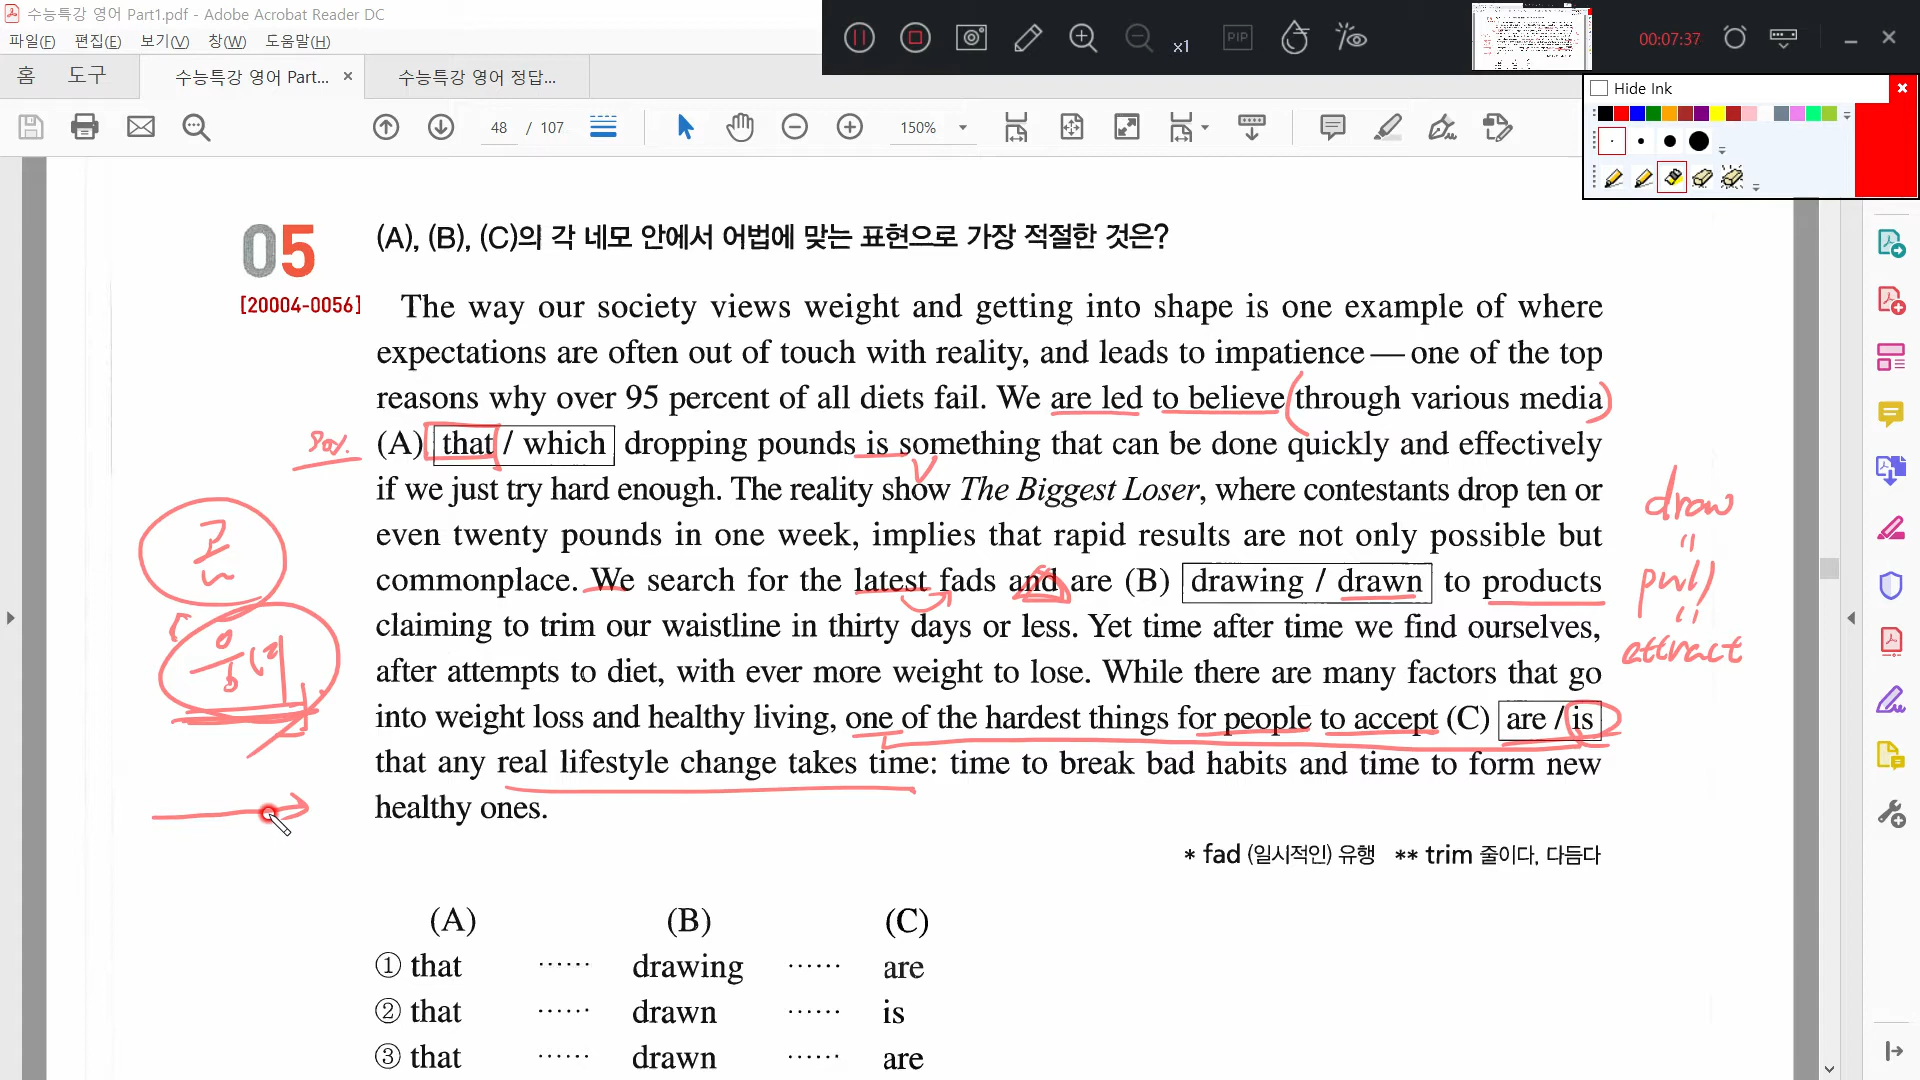 수능특강 영어 Part1.pdf - Adobe Acrobat Reader DC
파일(F) 편집(E) 보기(V) 창(W) 도움말(H)
x1
PIP
00:07:37
홈 도구 수능특강 영어 Part... × 수능특강 영어 정답...
Hide Ink
48 / 107
150%
05
[20004-0056]
(A), (B), (C)의 각 네모 안에서 어법에 맞는 표현으로 가장 적절한 것은?
The way our society views weight and getting into shape is one example of where
expectations are often out of touch with reality, and leads to impatience — one of the top
reasons why over 95 percent of all diets fail. We are led to believe through various media
(A) that / which dropping pounds is something that can be done quickly and effectively
if we just try hard enough. The reality show The Biggest Loser, where contestants drop ten or
even twenty pounds in one week, implies that rapid results are not only possible but
commonplace. We search for the latest fads and are (B) drawing / drawn to products
claiming to trim our waistline in thirty days or less. Yet time after time we find ourselves,
after attempts to diet, with ever more weight to lose. While there are many factors that go
into weight loss and healthy living, one of the hardest things for people to accept (C) are / is
that any real lifestyle change takes time: time to break bad habits and time to form new
healthy ones.
draw
pull
attract
곤
* fad (일시적인) 유행 ** trim 줄이다, 다듬다
(A) (B) (C)
① that ······ drawing ······ are
② that ······ drawn ······ is
③ that ······ drawn ······ are